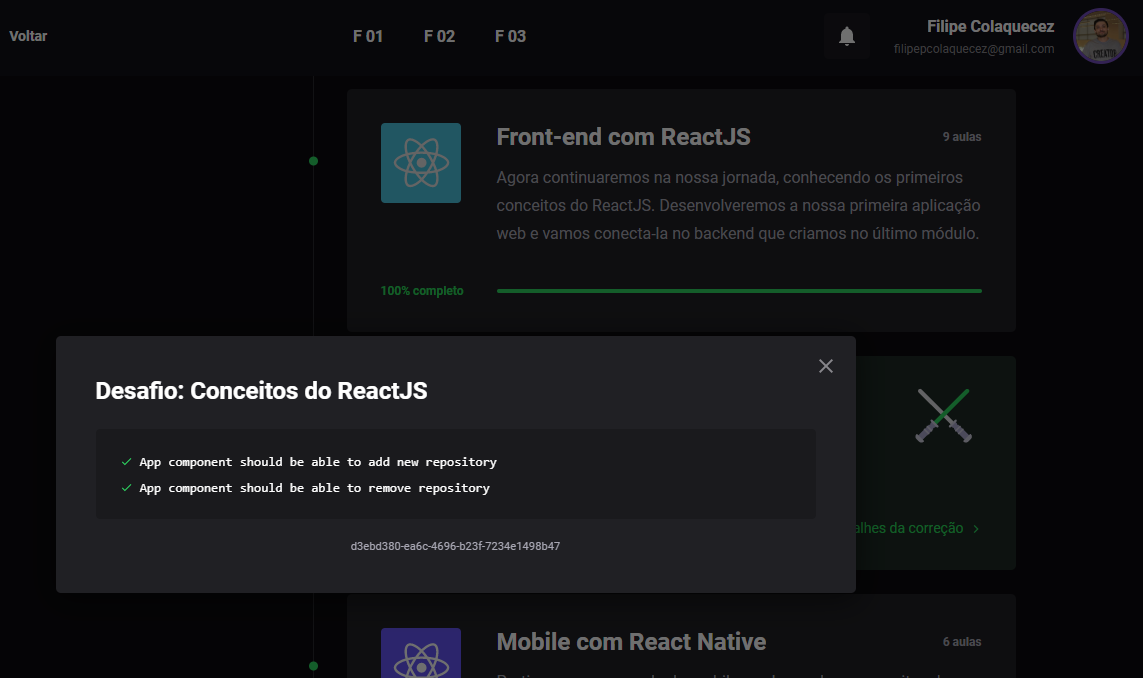 Voltar
F 01
F 02
F 03
Filipe Colaquecez
filipepcolaquecez@gmail.com
CREATOR
Front-end com ReactJS
9 aulas
Agora continuaremos na nossa jornada, conhecendo os primeiros
conceitos do ReactJS. Desenvolveremos a nossa primeira aplicação
web e vamos conecta-la no backend que criamos no último módulo.
100% completo
Desafio: Conceitos do ReactJS
✓ App component should be able to add new repository
✓ App component should be able to remove repository
alhes da correção
d3ebd380-ea6c-4696-b23f-7234e1498b47
Mobile com React Native
6 aulas